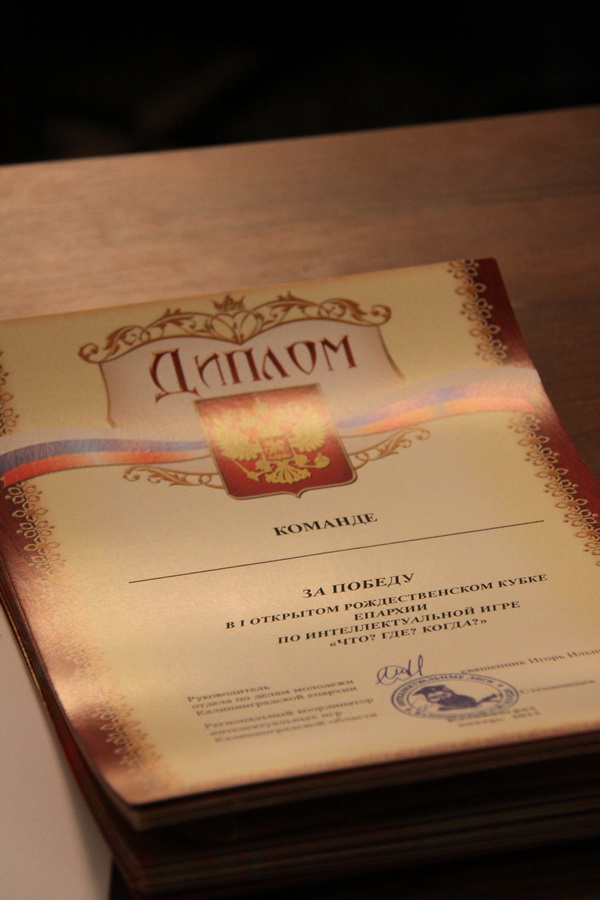 Диплом
КОМАНДЕ
ЗА ПОБЕДУ
В I ОТКРЫТОМ РОЖДЕСТВЕНСКОМ КУБКЕ
ЕПАРХИИ
ПО ИНТЕЛЛЕКТУАЛЬНОЙ ИГРЕ
«ЧТО? ГДЕ? КОГДА?»
Руководитель
отдела по делам молодежи
Калининградской епархии
священник Игорь
Региональный координатор
интеллектуальных игр
Калининградской области